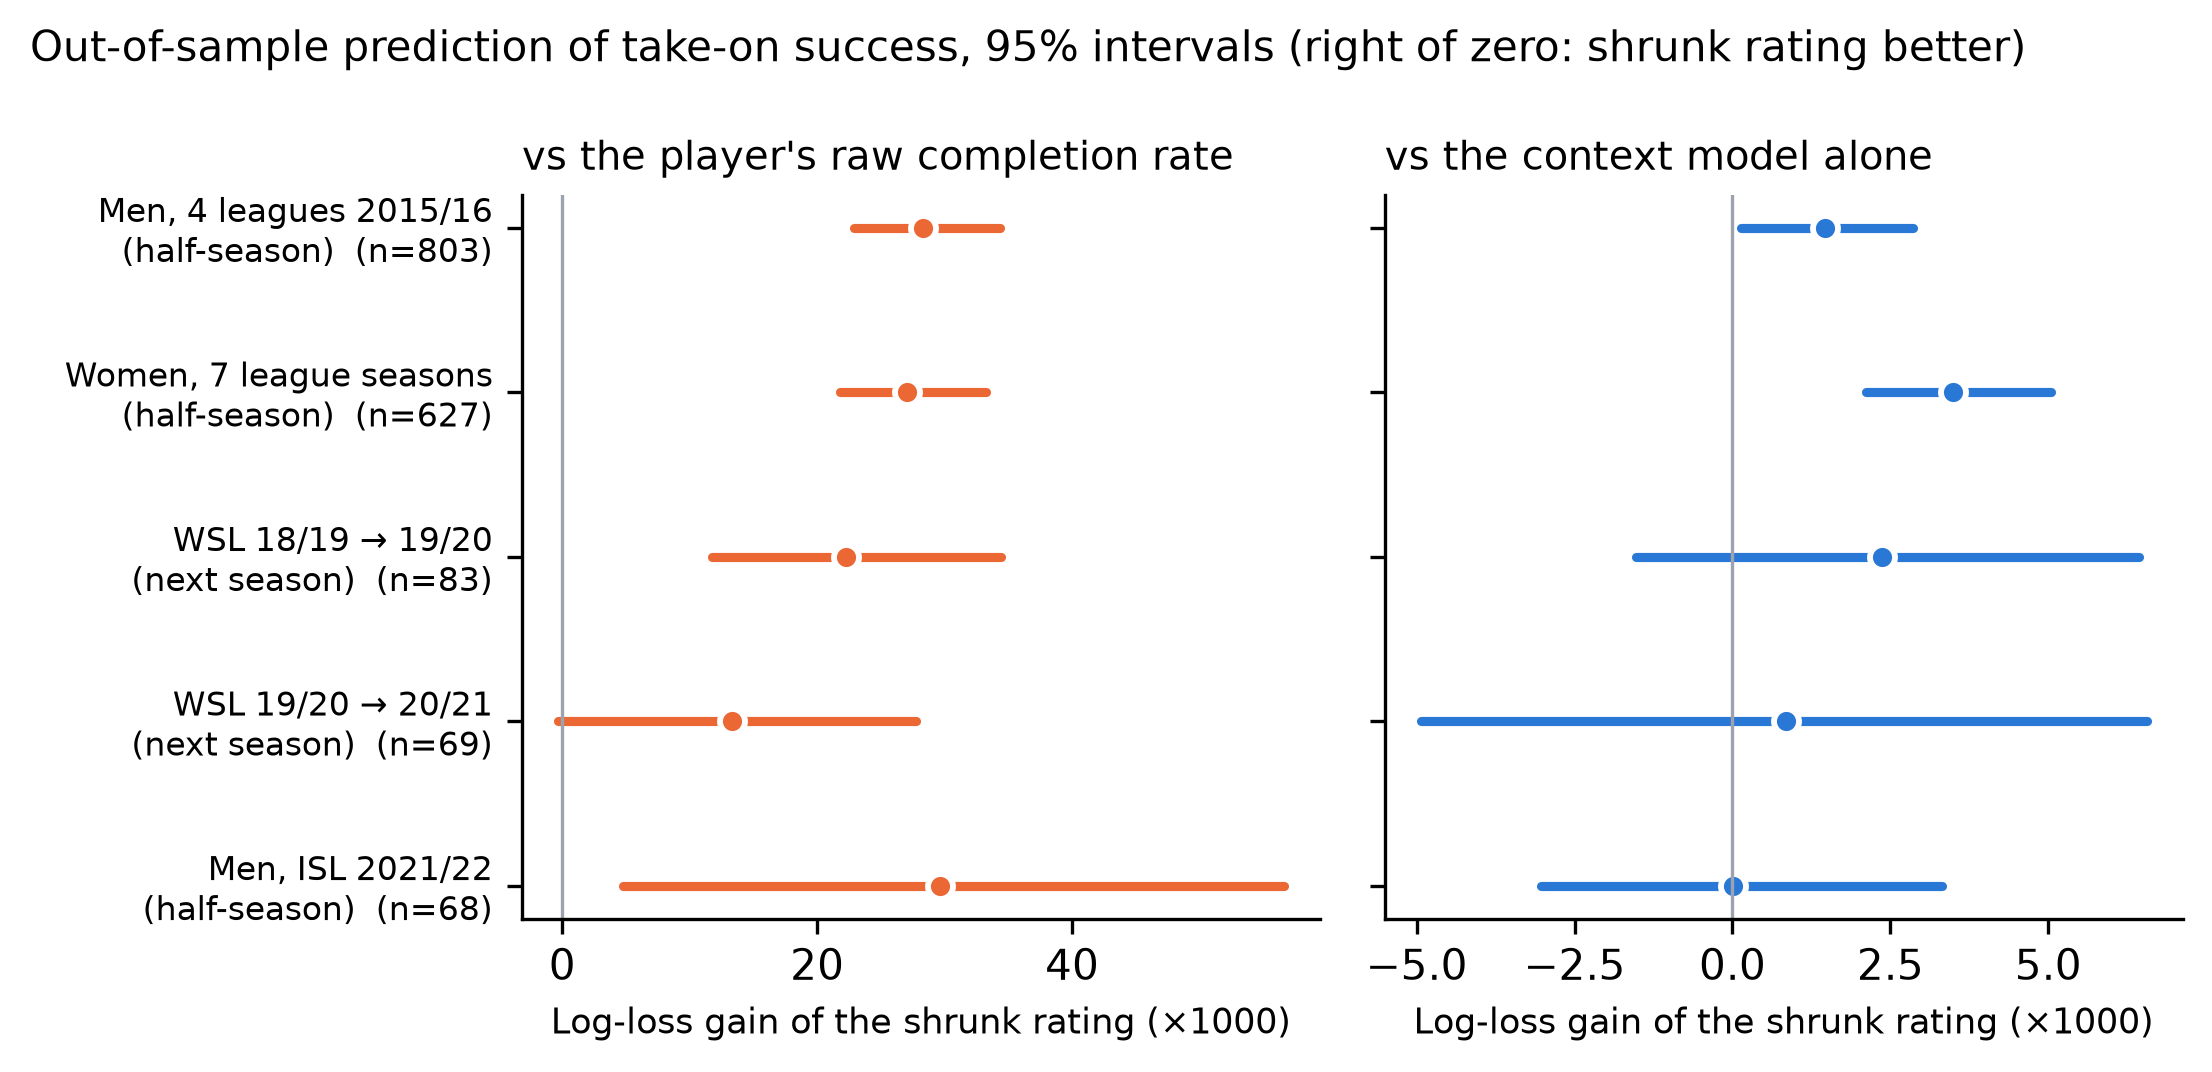 Out-of-sample prediction of take-on success, 95% intervals (right of zero: shrunk rating better)
vs the player's raw completion rate
vs the context model alone
Men, 4 leagues 2015/16
(half-season)  (n=803)
Women, 7 league seasons
(half-season)  (n=627)
WSL 18/19 → 19/20
(next season)  (n=83)
WSL 19/20 → 20/21
(next season)  (n=69)
Men, ISL 2021/22
(half-season)  (n=68)
0 20 40
Log-loss gain of the shrunk rating (×1000)
−5.0 −2.5 0.0 2.5 5.0
Log-loss gain of the shrunk rating (×1000)